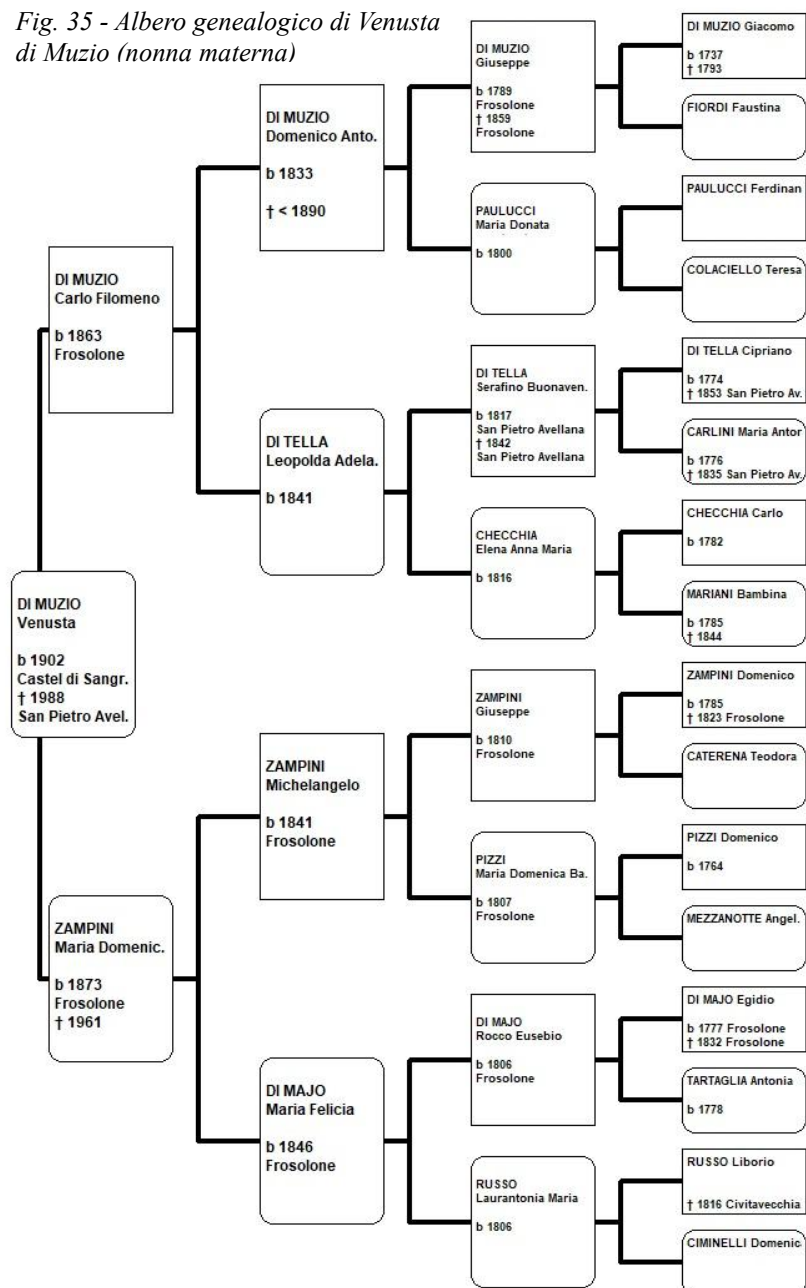 Fig. 35 - Albero genealogico di Venusta
di Muzio (nonna materna)
DI MUZIO
Venusta
b 1902
Castel di Sangr.
† 1988
San Pietro Avel.
DI MUZIO
Carlo Filomeno
b 1863
Frosolone
ZAMPINI
Maria Domenic.
b 1873
Frosolone
† 1961
DI MUZIO
Domenico Anto.
b 1833
† < 1890
DI TELLA
Leopolda Adela.
b 1841
ZAMPINI
Michelangelo
b 1841
Frosolone
DI MAJO
Maria Felicia
b 1846
Frosolone
DI MUZIO
Giuseppe
b 1789
Frosolone
† 1859
Frosolone
PAULUCCI
Maria Donata
b 1800
DI TELLA
Serafino Buonaven.
b 1817
San Pietro Avellana
† 1842
San Pietro Avellana
CHECCHIA
Elena Anna Maria
b 1816
ZAMPINI
Giuseppe
b 1810
Frosolone
PIZZI
Maria Domenica Ba.
b 1807
Frosolone
DI MAJO
Rocco Eusebio
b 1806
Frosolone
RUSSO
Laurantonia Maria
b 1806
DI MUZIO Giacomo
b 1737
† 1793
FIORDI Faustina
PAULUCCI Ferdinan
COLACIELLO Teresa
DI TELLA Cipriano
b 1774
† 1853 San Pietro Av.
CARLINI Maria Antor
b 1776
† 1835 San Pietro Av.
CHECCHIA Carlo
b 1782
MARIANI Bambina
b 1785
† 1844
ZAMPINI Domenico
b 1785
† 1823 Frosolone
CATERENA Teodora
PIZZI Domenico
b 1764
MEZZANOTTE Angel.
DI MAJO Egidio
b 1777 Frosolone
† 1832 Frosolone
TARTAGLIA Antonia
b 1778
RUSSO Liborio
† 1816 Civitavecchia
CIMINELLI Domenic